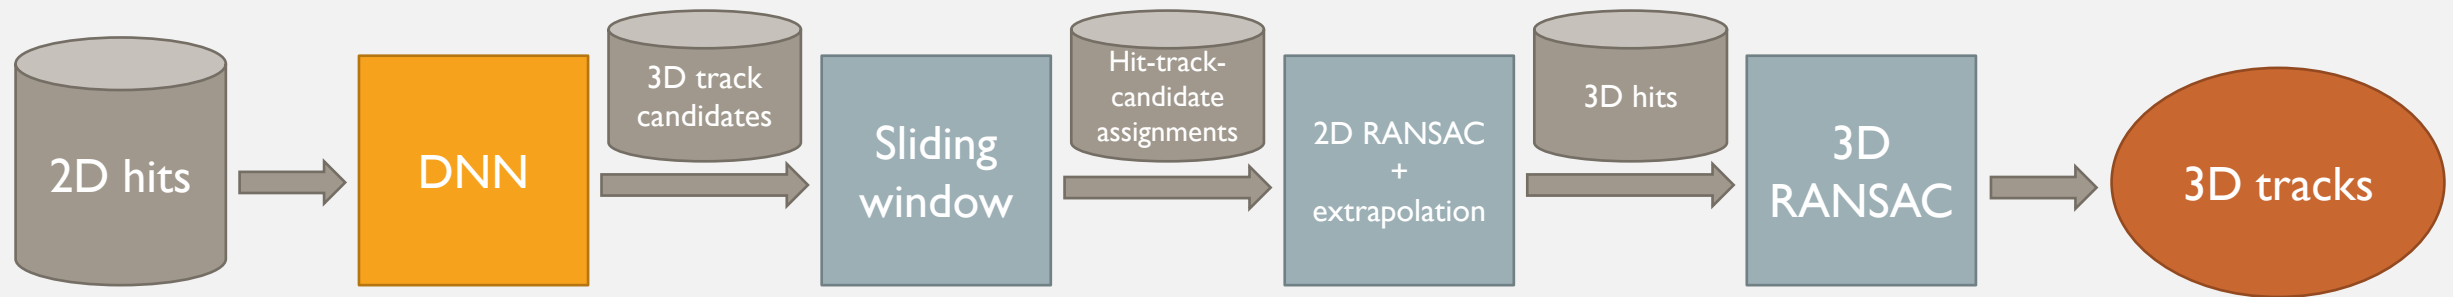 2D hits
DNN
3D track
candidates
Sliding
window
Hit-track-
candidate
assignments
2D RANSAC
+
extrapolation
3D hits
3D
RANSAC
3D tracks